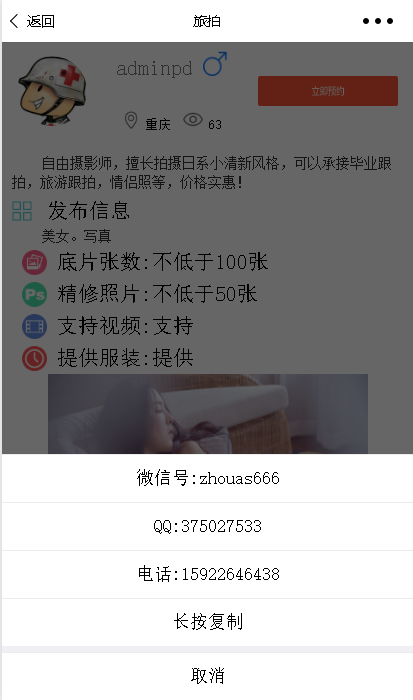 返回
旅拍
adminpd
立即预约
重庆
63
自由摄影师，擅长拍摄日系小清新风格，可以承接毕业跟
拍，旅游跟拍，情侣照等，价格实惠！
发布信息
美女。写真
底片张数:不低于100张
Ps
精修照片:不低于50张
支持视频:支持
提供服装:提供
微信号:zhouas666
QQ:375027533
电话:15922646438
长按复制
取消